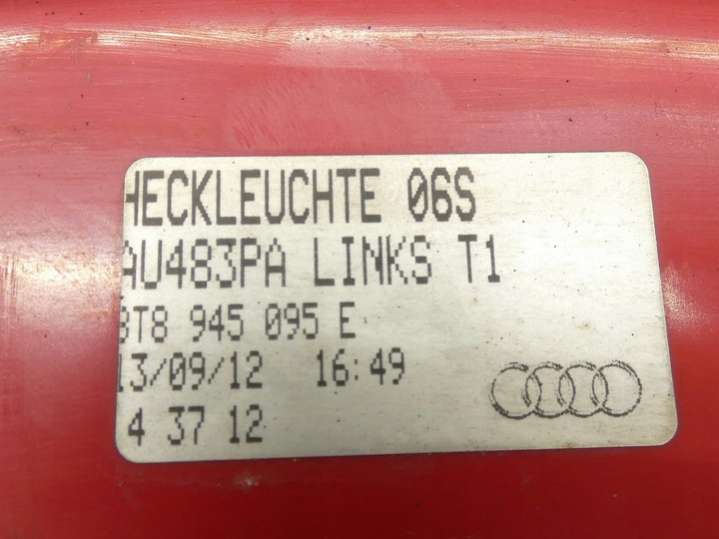 HECKLEUCHTE 06S
AU483PA LINKS T1
8T8 945 095 E
13/09/12 16:49
4 37 12